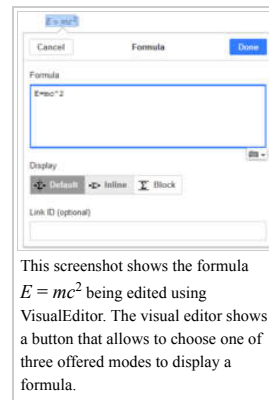 E = mc²
Cancel Formula Done
Formula
E=mc^2
Display
Default Inline Σ Block
Link ID (optional)
This screenshot shows the formula
E = mc² being edited using
VisualEditor. The visual editor shows
a button that allows to choose one of
three offered modes to display a
formula.